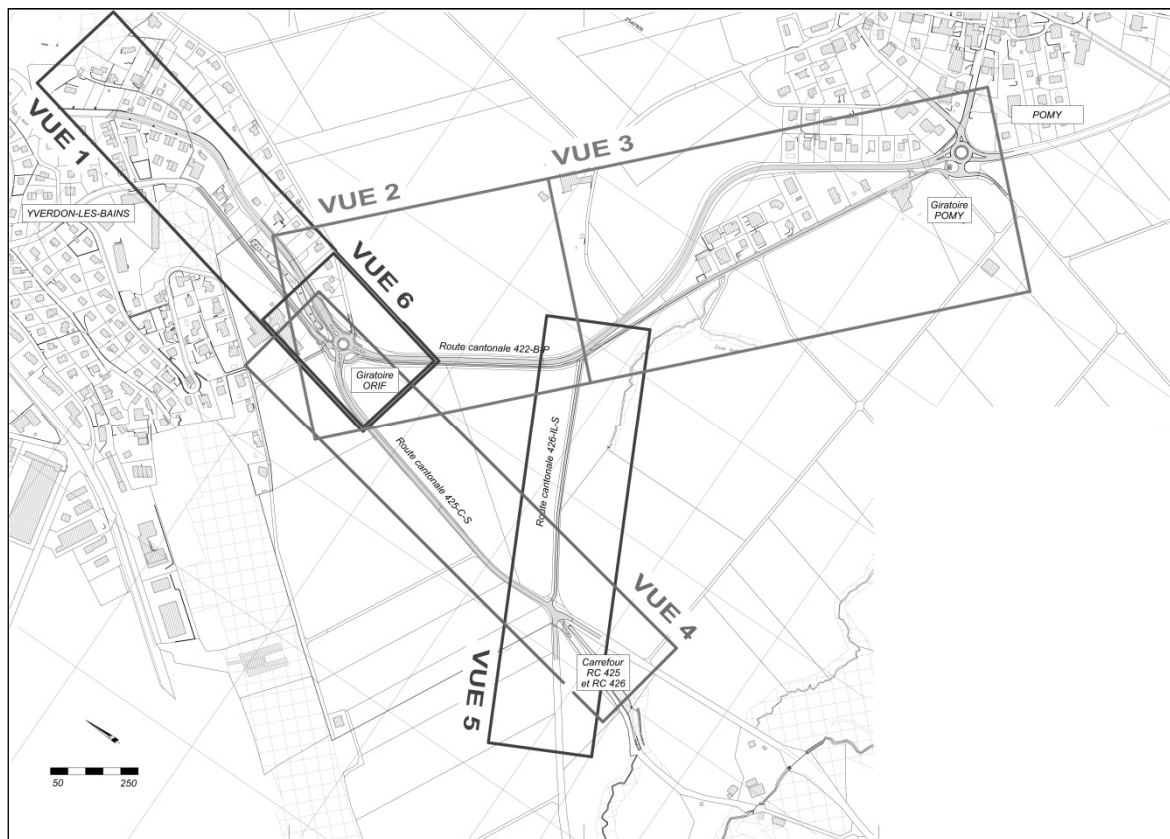 VUE 1
YVERDON-LES-BAINS
VUE 2
VUE 3
POMY
Giratoire
POMY
VUE 6
Giratoire
ORIF
Route cantonale 422-B-P
Route cantonale 425-C-S
Route cantonale 426-IL-S
VUE 4
VUE 5
Carrefour
RC 425
et RC 426
50 250